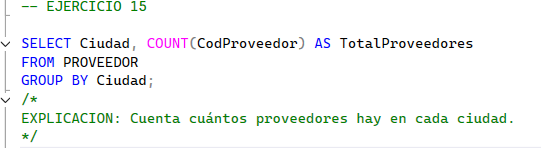 -- EJERCICIO 15
SELECT Ciudad, COUNT(CodProveedor) AS TotalProveedores
FROM PROVEEDOR
GROUP BY Ciudad;
/*
EXPLICACION: Cuenta cuántos proveedores hay en cada ciudad.
*/